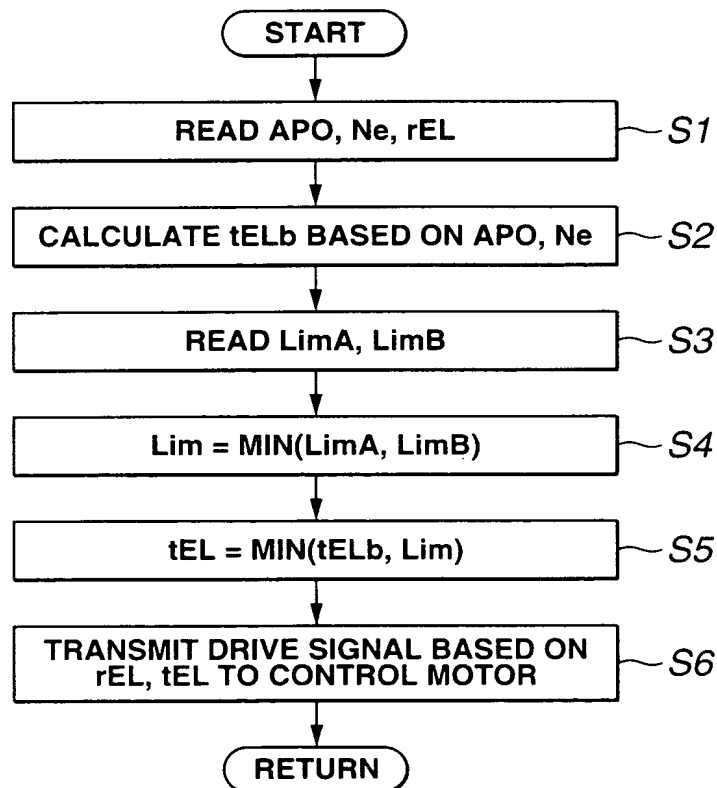 START
READ APO, Ne, rEL
S1
CALCULATE tELb BASED ON APO, Ne
S2
READ LimA, LimB
S3
Lim = MIN(LimA, LimB)
S4
tEL = MIN(tELb, Lim)
S5
TRANSMIT DRIVE SIGNAL BASED ON
rEL, tEL TO CONTROL MOTOR
S6
RETURN